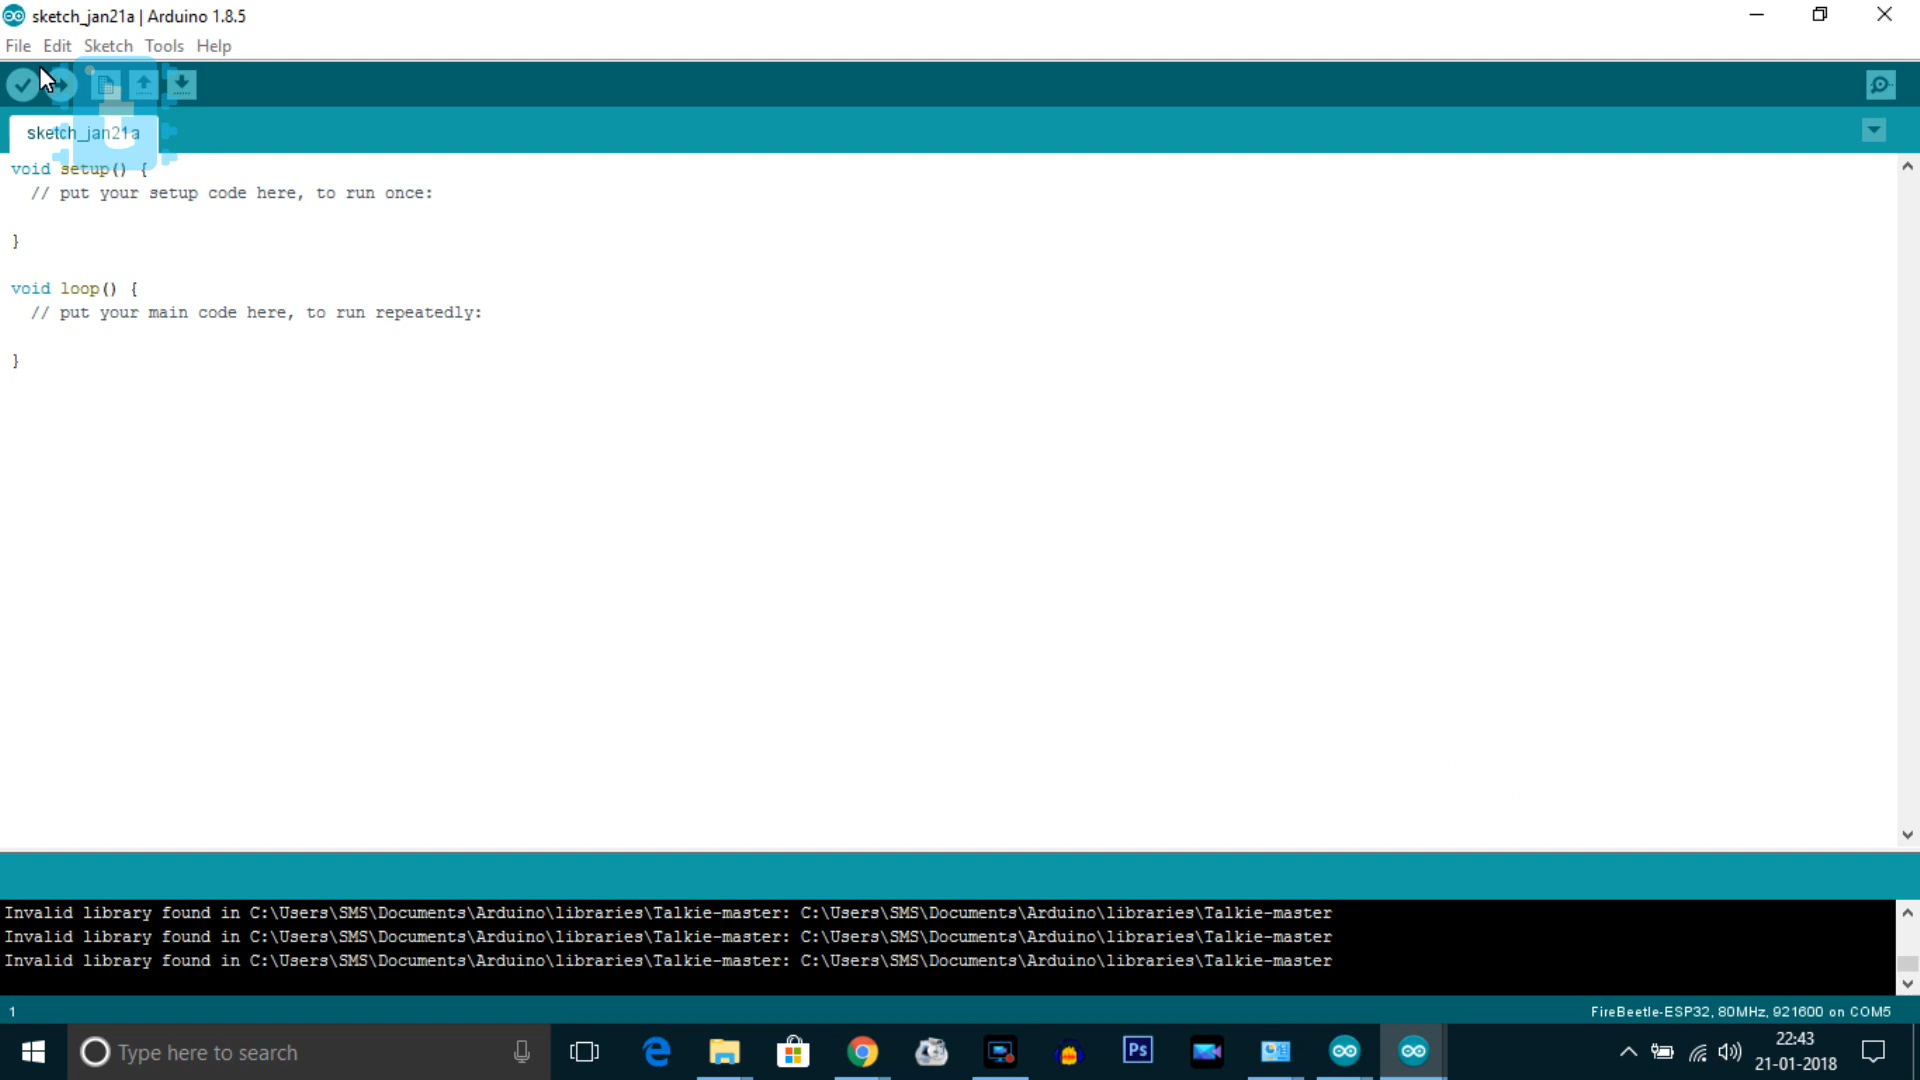 sketch_jan21a | Arduino 1.8.5
File Edit Sketch Tools Help
sketch_jan21a
void setup() {
// put your setup code here, to run once:
}
void loop() {
// put your main code here, to run repeatedly:
}
Invalid library found in C:\Users\SMS\Documents\Arduino\libraries\Talkie-master: C:\Users\SMS\Documents\Arduino\libraries\Talkie-master
Invalid library found in C:\Users\SMS\Documents\Arduino\libraries\Talkie-master: C:\Users\SMS\Documents\Arduino\libraries\Talkie-master
Invalid library found in C:\Users\SMS\Documents\Arduino\libraries\Talkie-master: C:\Users\SMS\Documents\Arduino\libraries\Talkie-master
1 FireBeetle-ESP32, 80MHz, 921600 on COM5
Type here to search
Ps
22:43
21-01-2018